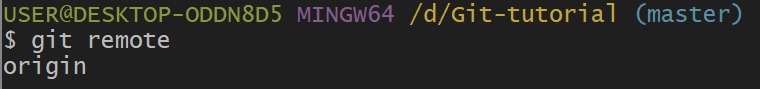 USER@DESKTOP-ODDN8D5 MINGW64 /d/Git-tutorial (master)
$ git remote
origin